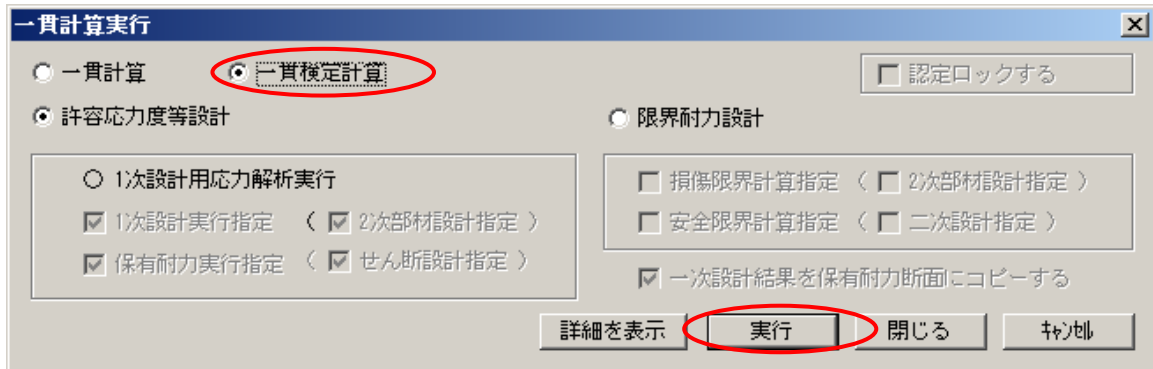 一貫計算実行
一貫計算 一貫検定計算 認定ロックする
許容応力度等設計 限界耐力設計
○ 1次設計用応力解析実行 損傷限界計算指定 ( 2次部材設計指定 )
1次設計実行指定 ( 2次部材設計指定 ) 安全限界計算指定 ( 二次設計指定 )
保有耐力実行指定 ( せん断設計指定 )
一次設計結果を保有耐力断面にコピーする
詳細を表示 実行 閉じる ｷｬﾝｾﾙ